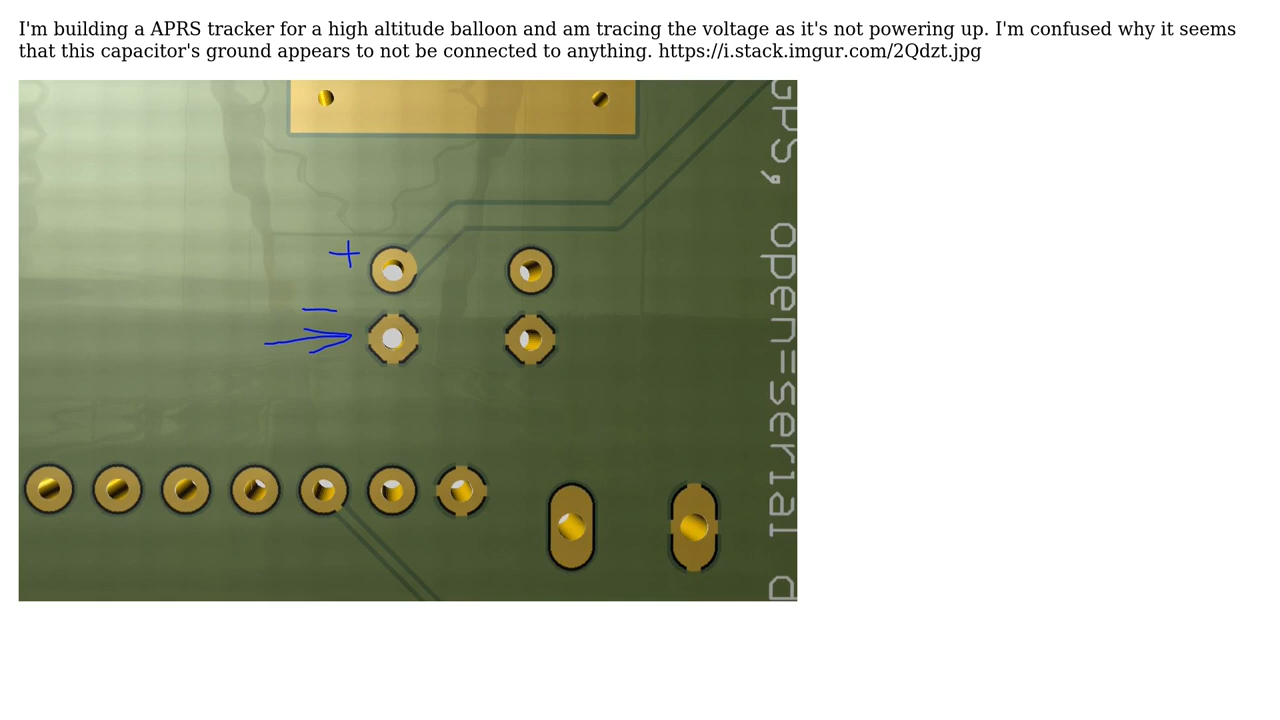 I'm building a APRS tracker for a high altitude balloon and am tracing the voltage as it's not powering up. I'm confused why it seems
that this capacitor's ground appears to not be connected to anything. https://i.stack.imgur.com/2Qdzt.jpg
GPS, open=serial d
+